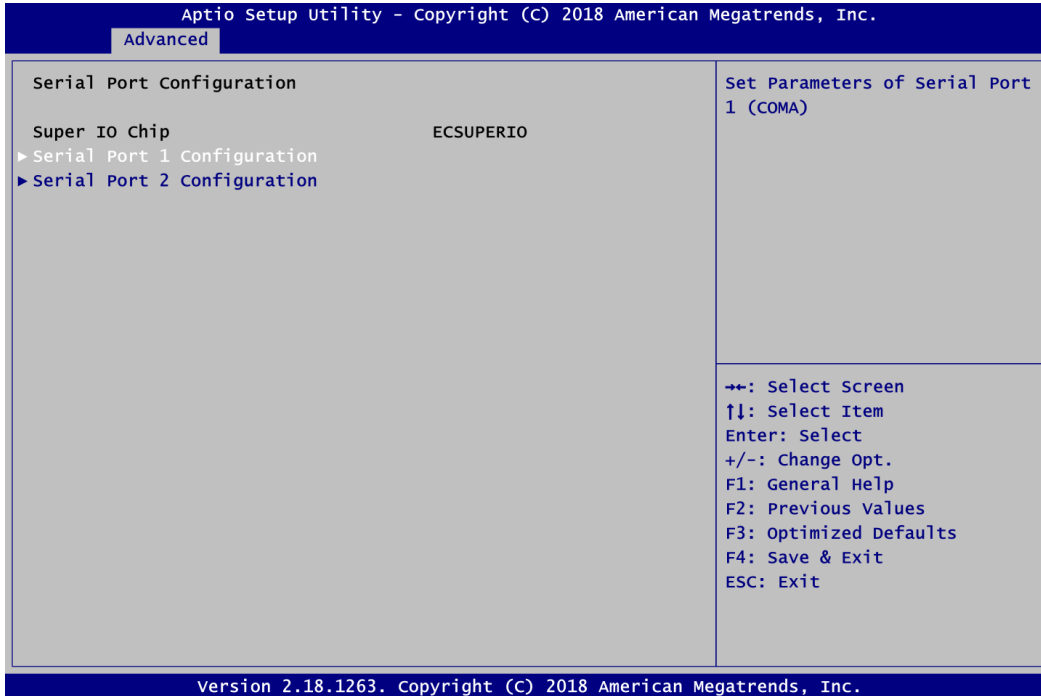 Aptio Setup Utility - Copyright (C) 2018 American Megatrends, Inc.
Advanced
Serial Port Configuration
Super IO Chip ECSUPERIO
►Serial Port 1 Configuration
►Serial Port 2 Configuration
Set Parameters of Serial Port
1 (COMA)
→←: Select Screen
↑↓: Select Item
Enter: Select
+/-: Change Opt.
F1: General Help
F2: Previous Values
F3: Optimized Defaults
F4: Save & Exit
ESC: Exit
Version 2.18.1263. Copyright (C) 2018 American Megatrends, Inc.